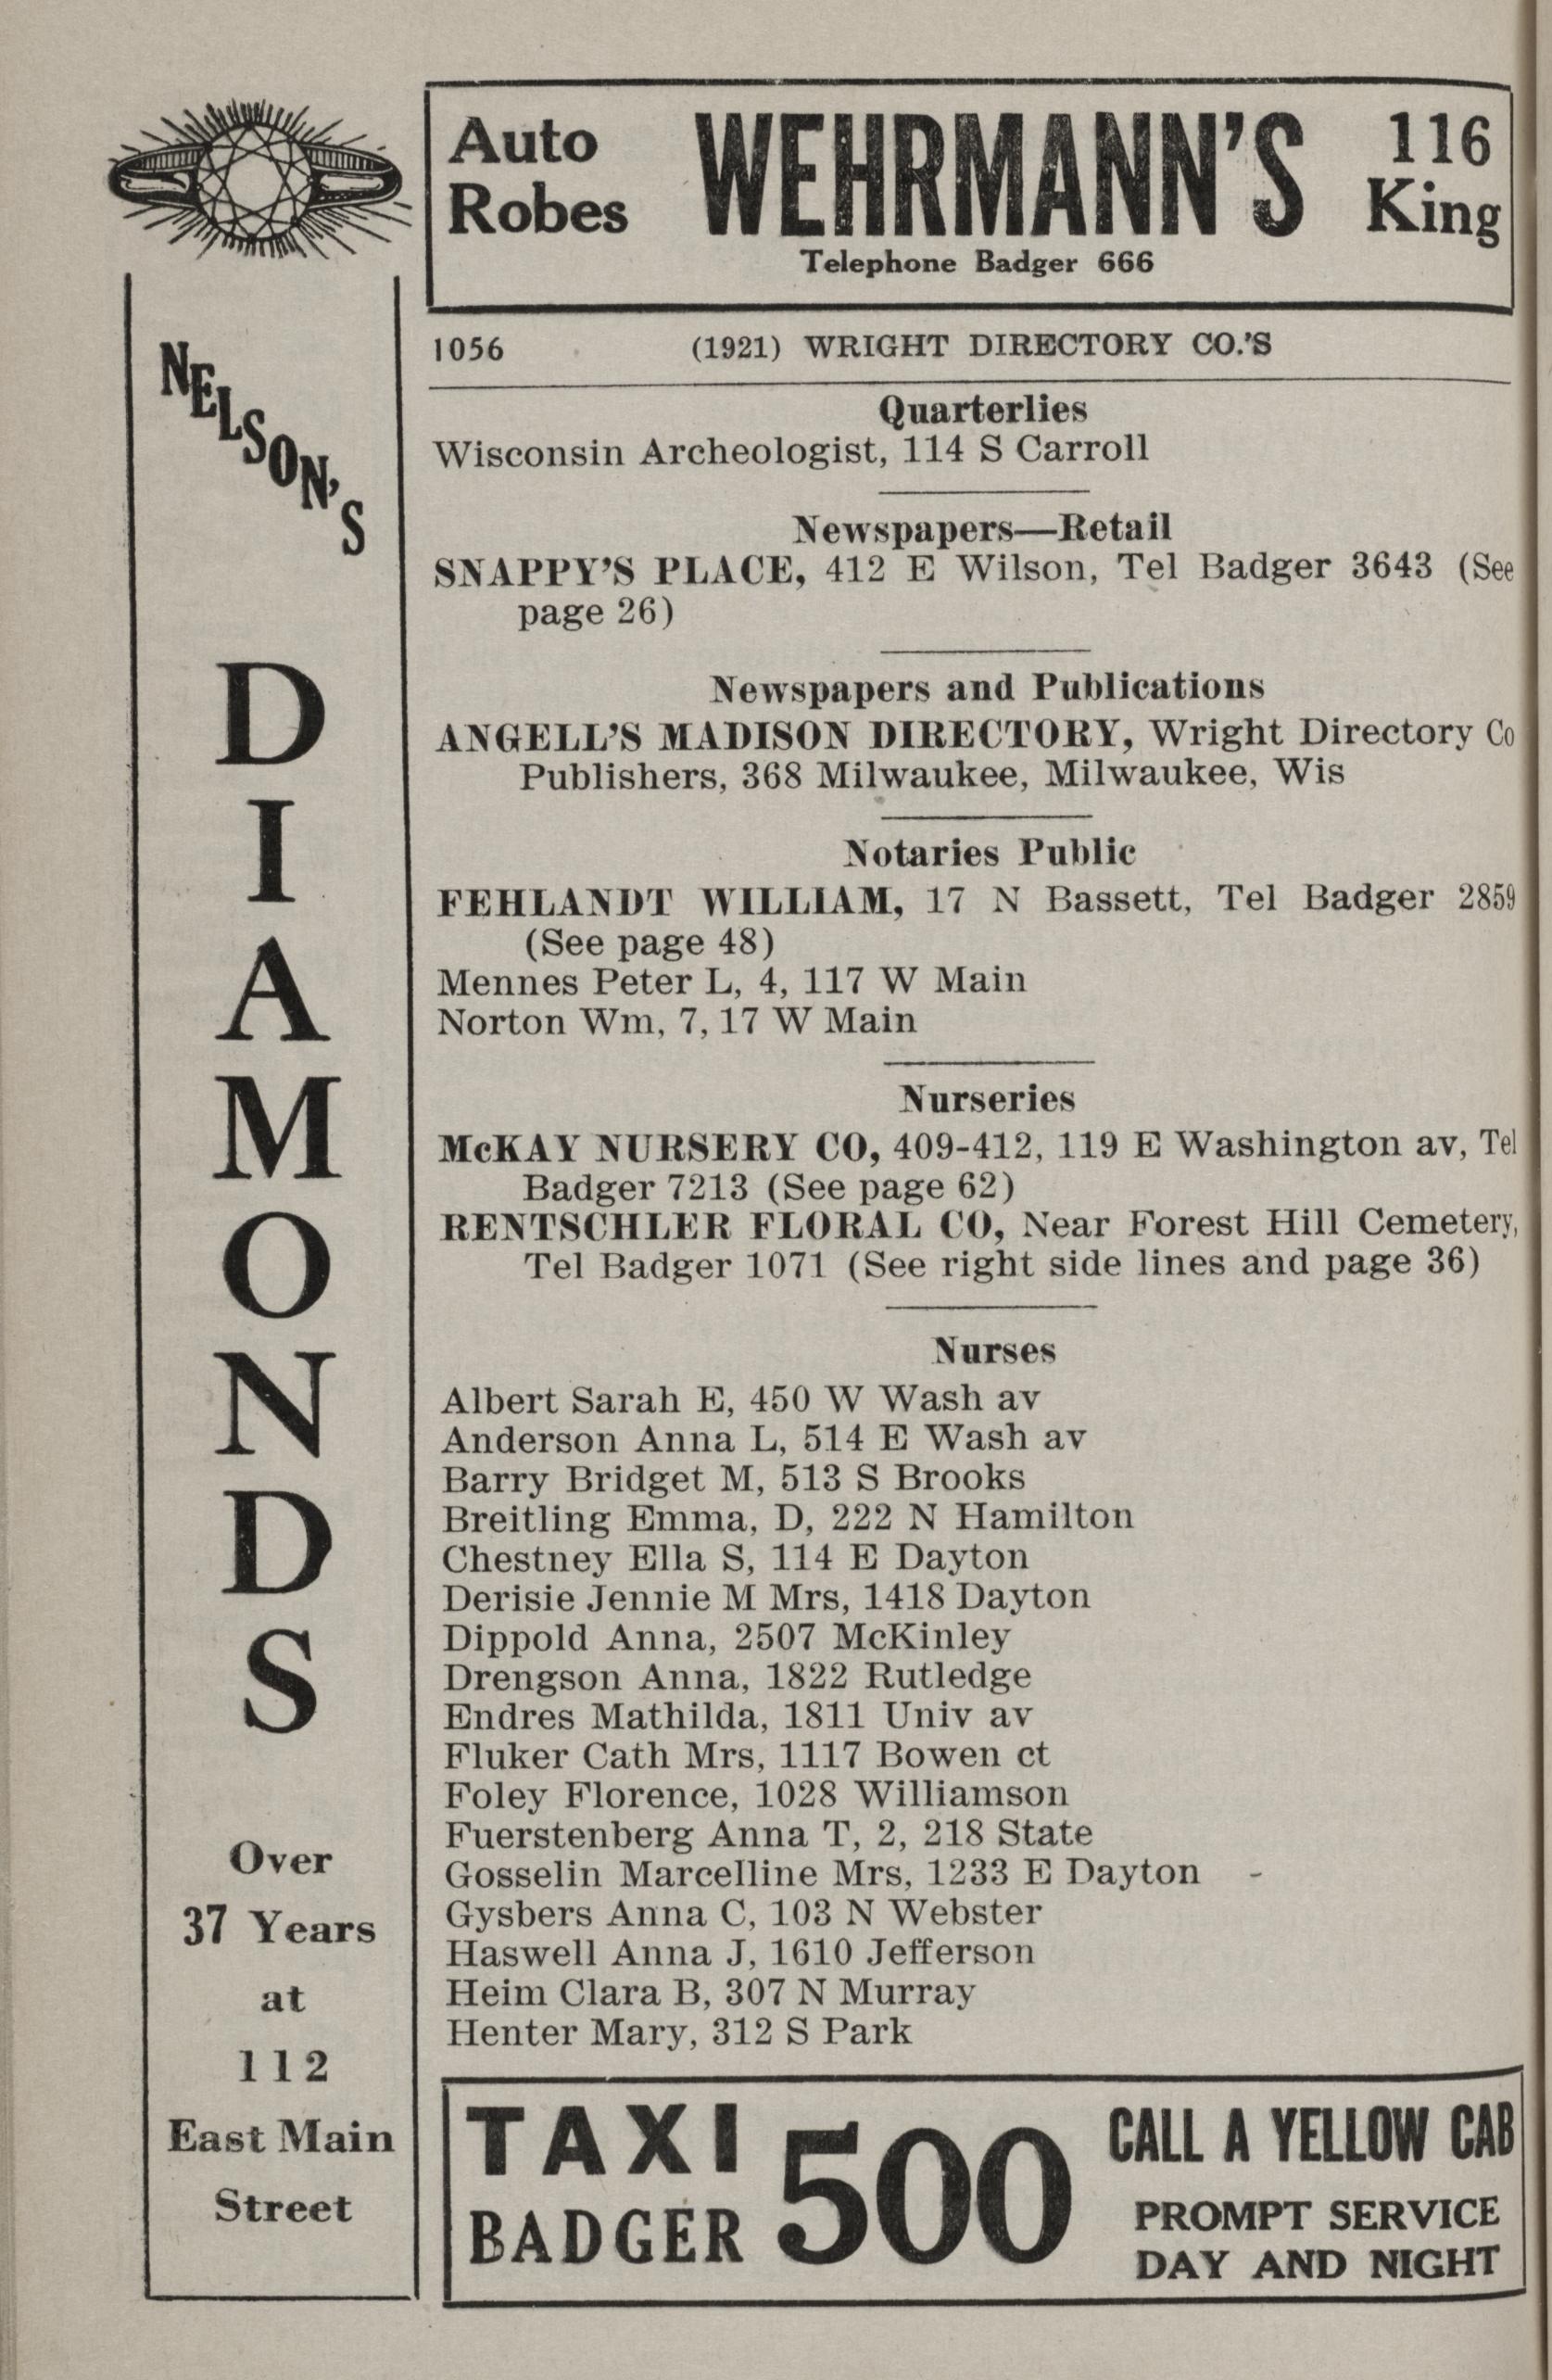 Auto
Robes
WEHRMANN'S
Telephone Badger 666
116
King
NELSON'S
DIAMONDS
Over
37 Years
at
112
East Main
Street
1056 (1921) WRIGHT DIRECTORY CO.'S
Quarterlies
Wisconsin Archeologist, 114 S Carroll
Newspapers—Retail
SNAPPY'S PLACE, 412 E Wilson, Tel Badger 3643 (See
page 26)
Newspapers and Publications
ANGELL'S MADISON DIRECTORY, Wright Directory Co
Publishers, 368 Milwaukee, Milwaukee, Wis
Notaries Public
FEHLANDT WILLIAM, 17 N Bassett, Tel Badger 2859
(See page 48)
Mennes Peter L, 4, 117 W Main
Norton Wm, 7, 17 W Main
Nurseries
McKAY NURSERY CO, 409-412, 119 E Washington av, Tel
Badger 7213 (See page 62)
RENTSCHLER FLORAL CO, Near Forest Hill Cemetery,
Tel Badger 1071 (See right side lines and page 36)
Nurses
Albert Sarah E, 450 W Wash av
Anderson Anna L, 514 E Wash av
Barry Bridget M, 513 S Brooks
Breitling Emma, D, 222 N Hamilton
Chestney Ella S, 114 E Dayton
Derisie Jennie M Mrs, 1418 Dayton
Dippold Anna, 2507 McKinley
Drengson Anna, 1822 Rutledge
Endres Mathilda, 1811 Univ av
Fluker Cath Mrs, 1117 Bowen ct
Foley Florence, 1028 Williamson
Fuerstenberg Anna T, 2, 218 State
Gosselin Marcelline Mrs, 1233 E Dayton -
Gysbers Anna C, 103 N Webster
Haswell Anna J, 1610 Jefferson
Heim Clara B, 307 N Murray
Henter Mary, 312 S Park
TAXI
BADGER
500
CALL A YELLOW CAB
PROMPT SERVICE
DAY AND NIGHT